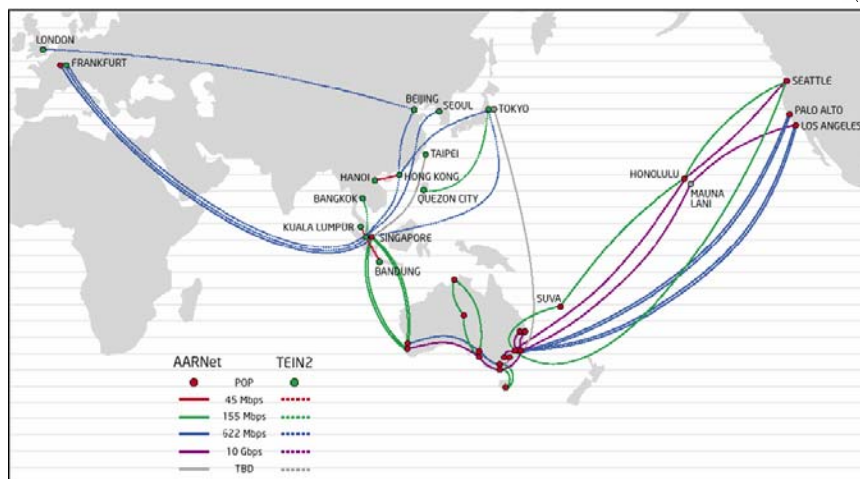 LONDON
FRANKFURT
BEIJING
SEOUL
TOKYO
SEATTLE
PALO ALTO
LOS ANGELES
TAIPEI
HANOI
HONG KONG
HONOLULU
MAUNA
LANI
BANGKOK
QUEZON CITY
KUALA LUMPUR
SINGAPORE
BANDUNG
SUVA
AARNet TEIN2
POP
45 Mbps
155 Mbps
622 Mbps
10 Gbps
TBD